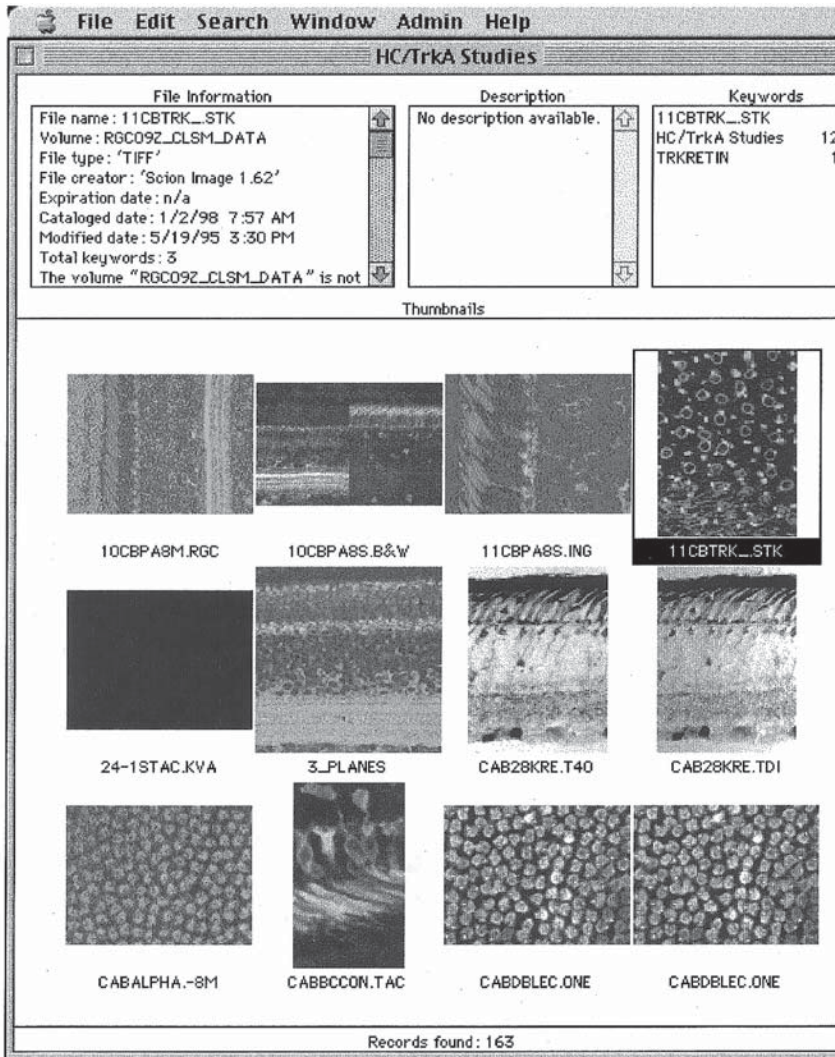 File Edit Search Window Admin Help
HC/TrkA Studies
File Information
File name: 11CBTRK_.STK
Volume: RGC09Z_CLSM_DATA
File type: 'TIFF'
File creator: 'Scion Image 1.62'
Expiration date: n/a
Cataloged date: 1/2/98 7:57 AM
Modified date: 5/19/95 3:30 PM
Total keywords: 3
The volume "RGC09Z_CLSM_DATA" is not
Description
No description available.
Keywords
11CBTRK_.STK
HC/TrkA Studies 12
TRKRETIN 1
Thumbnails
10CBPA8M.RGC 10CBPA8S.B&W 11CBPA8S.ING 11CBTRK_.STK
24-1STAC.KVA 3_PLANES CAB28KRE.T40 CAB28KRE.TDI
CABALPHA.-8M CABBCCON.TAC CABDBLEC.ONE CABDBLEC.ONE
Records found: 163